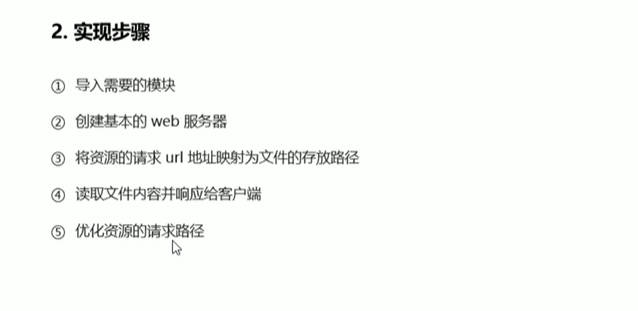 2. 实现步骤
① 导入需要的模块
② 创建基本的 web 服务器
③ 将资源的请求 url 地址映射为文件的存放路径
④ 读取文件内容并响应给客户端
⑤ 优化资源的请求路径